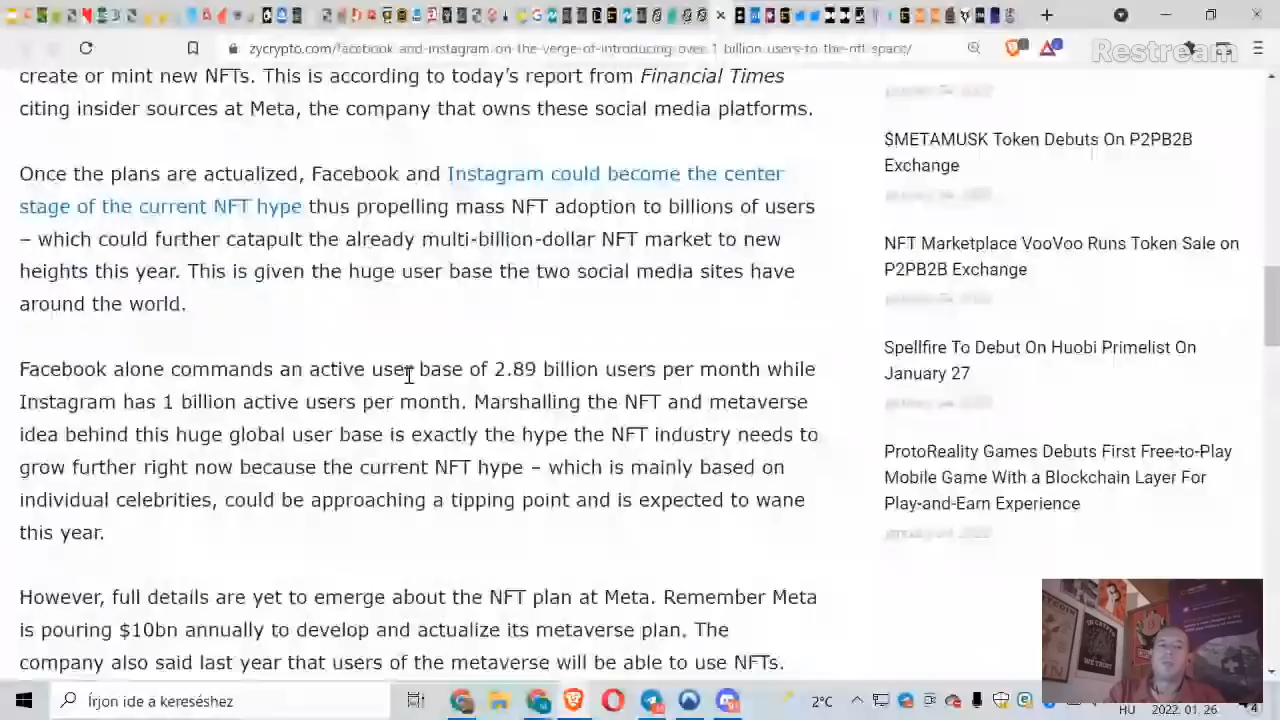 zycrypto.com/facebook-and-instagram-on-the-verge-of-introducing-over-1-billion-users-to-the-nft-space/
Restream
create or mint new NFTs. This is according to today's report from Financial Times
citing insider sources at Meta, the company that owns these social media platforms.
Once the plans are actualized, Facebook and Instagram could become the center
stage of the current NFT hype thus propelling mass NFT adoption to billions of users
– which could further catapult the already multi-billion-dollar NFT market to new
heights this year. This is given the huge user base the two social media sites have
around the world.
Facebook alone commands an active user base of 2.89 billion users per month while
Instagram has 1 billion active users per month. Marshalling the NFT and metaverse
idea behind this huge global user base is exactly the hype the NFT industry needs to
grow further right now because the current NFT hype – which is mainly based on
individual celebrities, could be approaching a tipping point and is expected to wane
this year.
However, full details are yet to emerge about the NFT plan at Meta. Remember Meta
is pouring $10bn annually to develop and actualize its metaverse plan. The
company also said last year that users of the metaverse will be able to use NFTs.
$METAMUSK Token Debuts On P2PB2B
Exchange
NFT Marketplace VooVoo Runs Token Sale on
P2PB2B Exchange
Spellfire To Debut On Huobi Primelist On
January 27
ProtoReality Games Debuts First Free-to-Play
Mobile Game With a Blockchain Layer For
Play-and-Earn Experience
IN CRYPTO
WE TRUST
Írjon ide a kereséshez
2°C
HU
2022. 01. 26.